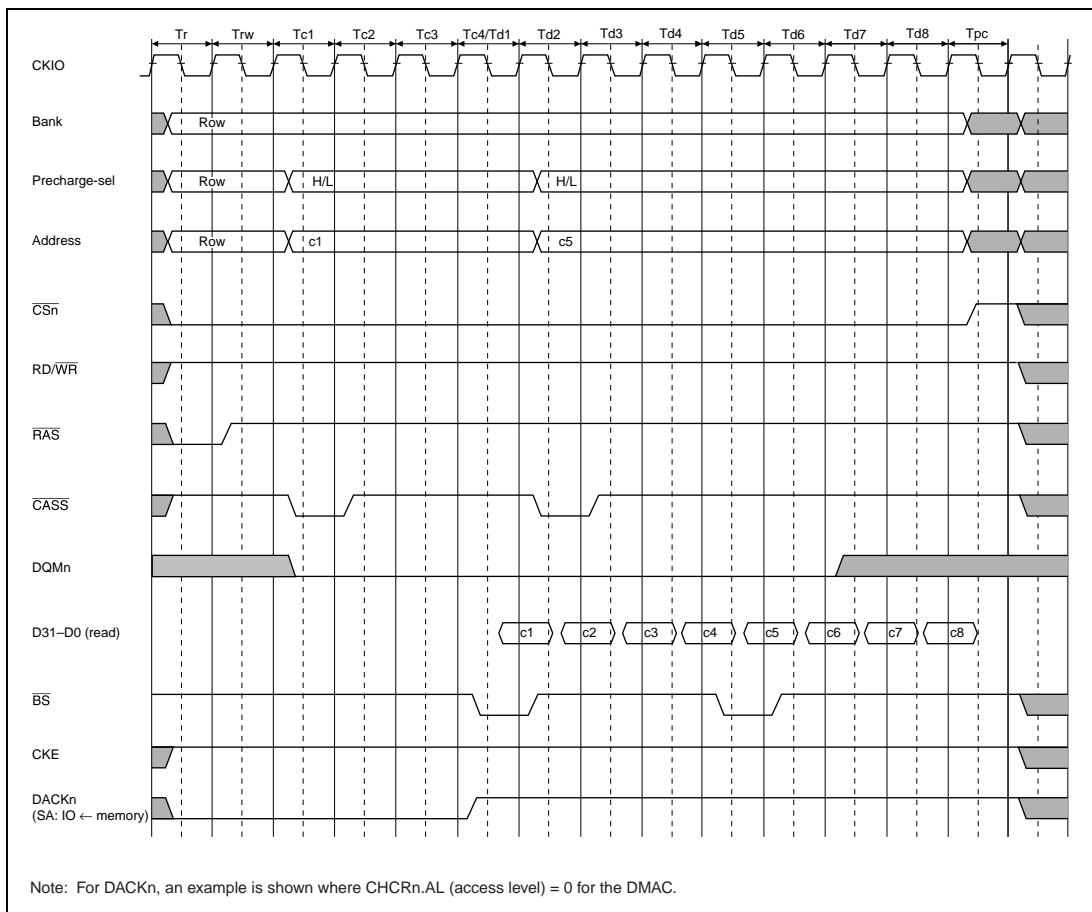 Tr Trw Tc1 Tc2 Tc3 Tc4/Td1 Td2 Td3 Td4 Td5 Td6 Td7 Td8 Tpc
CKIO
Bank Row
Precharge-sel Row H/L H/L
Address Row c1 c5
CSn
RD/WR
RAS
CASS
DQMn
D31–D0 (read) c1 c2 c3 c4 c5 c6 c7 c8
BS
CKE
DACKn
(SA: IO ← memory)
Note: For DACKn, an example is shown where CHCRn.AL (access level) = 0 for the DMAC.